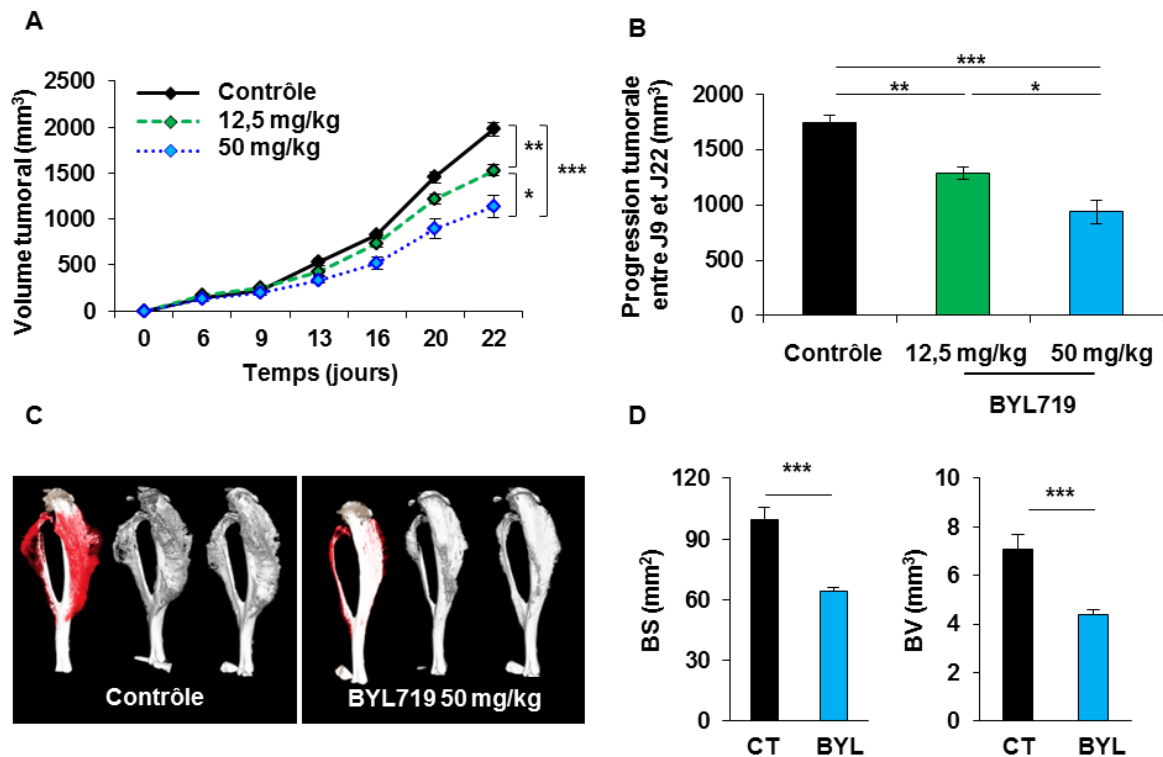 A
Volume tumoral (mm³)
2500
2000
1500
1000
500
0
Contrôle
12,5 mg/kg
50 mg/kg
**
***
*
0 6 9 13 16 20 22
Temps (jours)
B
Progression tumorale
entre J9 et J22 (mm³)
***
** *
2000
1500
1000
500
0
Contrôle 12,5 mg/kg 50 mg/kg
BYL719
C
Contrôle BYL719 50 mg/kg
D
BS (mm²)
120
90
60
30
0
***
CT BYL
BV (mm³)
10
8
6
4
2
0
***
CT BYL